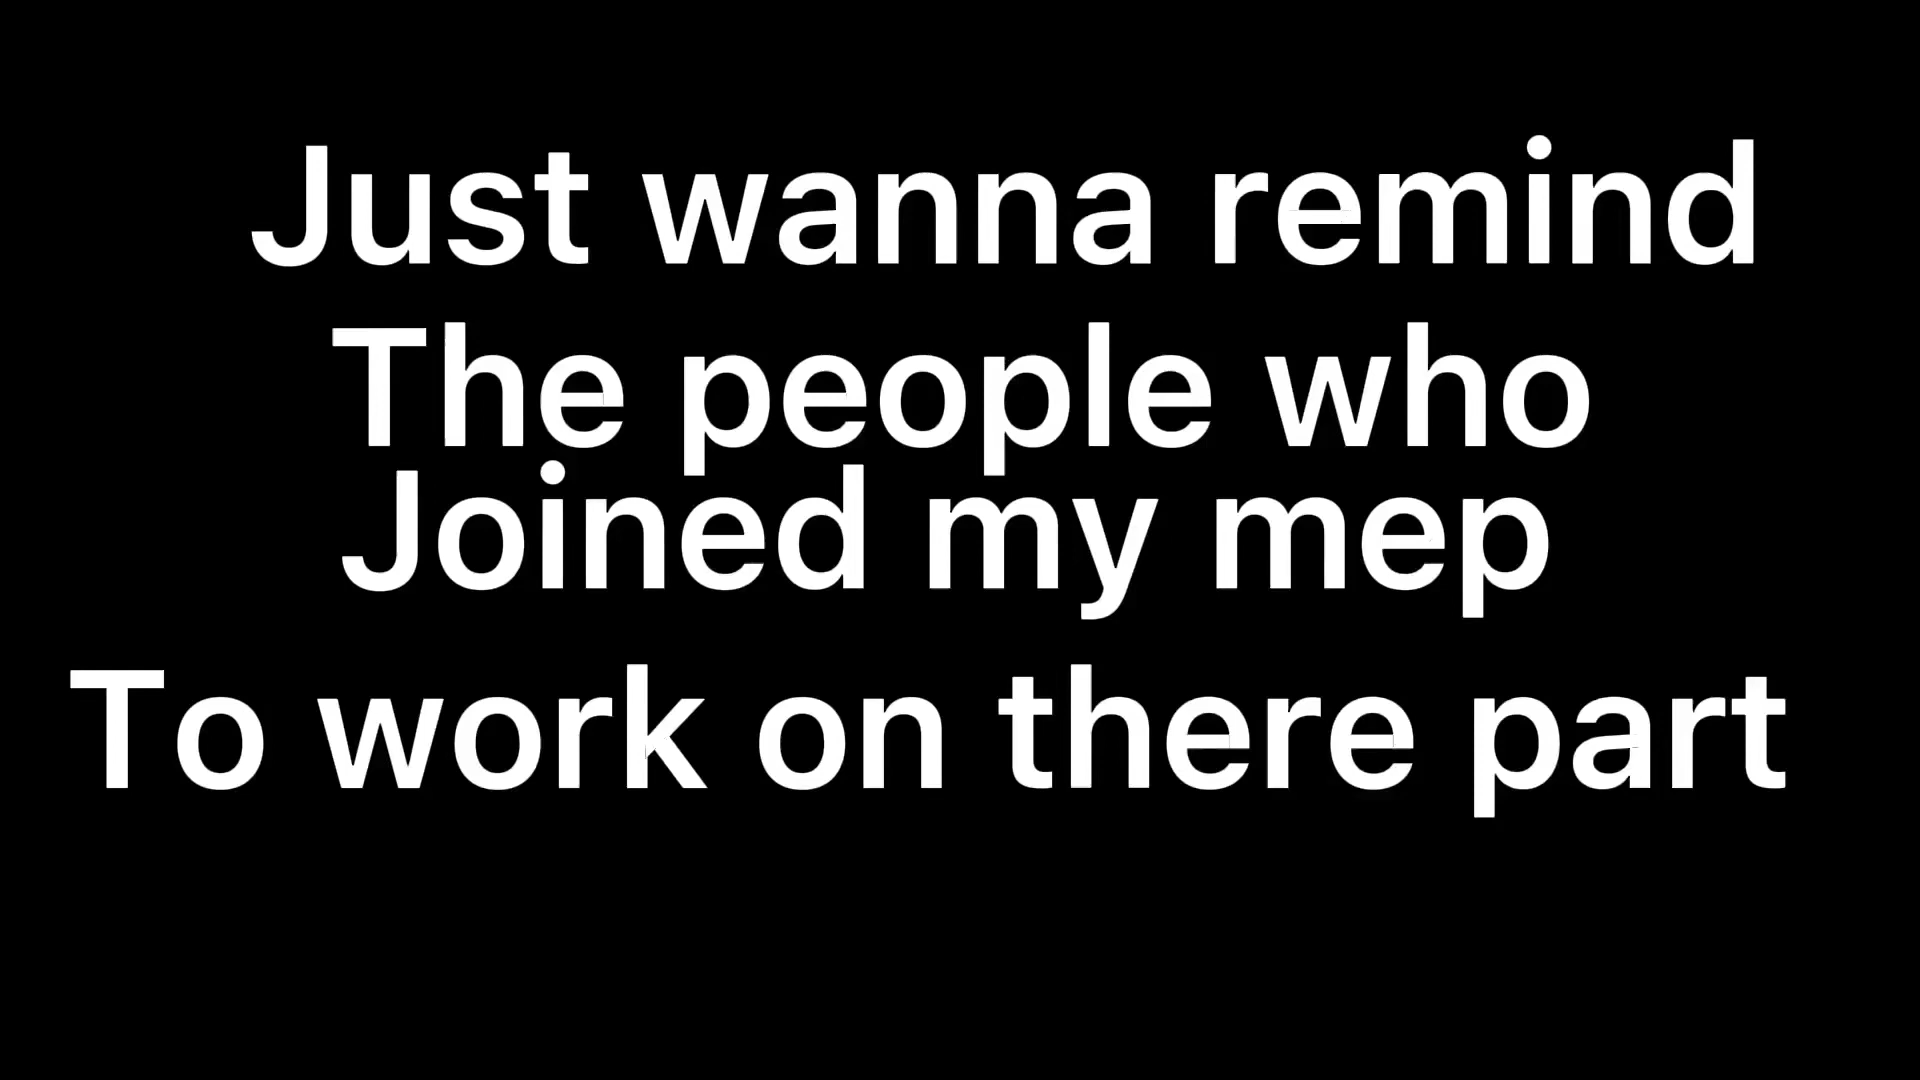 Just wanna remind
The people who
Joined my mep
To work on there part